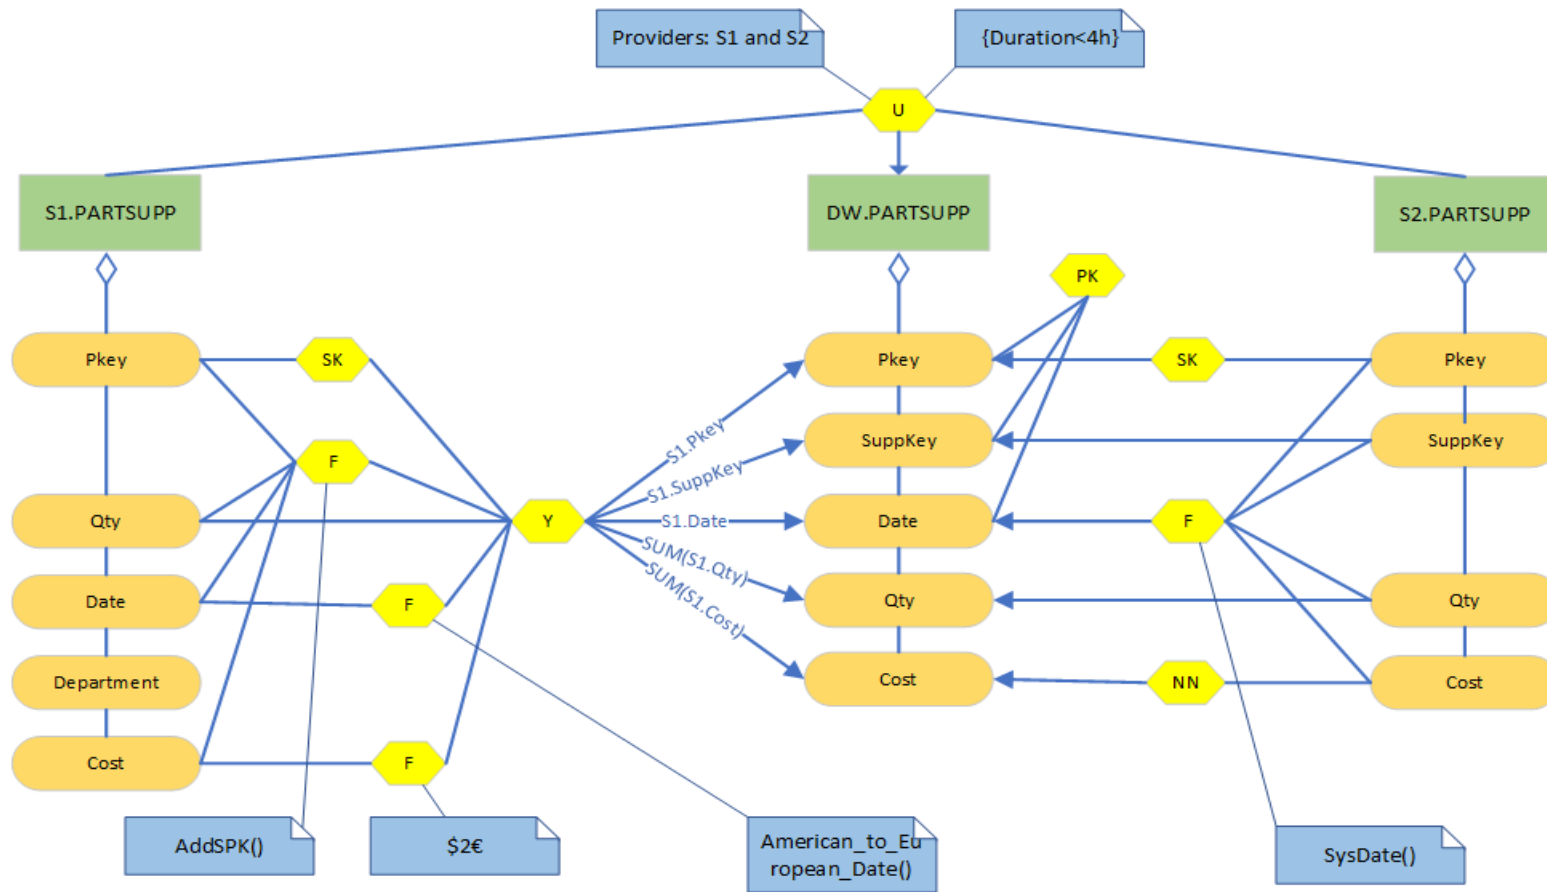 Providers: S1 and S2
{Duration<4h}
U
S1.PARTSUPP
DW.PARTSUPP
S2.PARTSUPP
PK
Pkey
SK
Pkey
SK
Pkey
S1.Pkey
SuppKey
SuppKey
F
S1.SuppKey
Qty
Y
S1.Date
Date
F
SUM(S1.Qty)
Date
F
SUM(S1.Cost)
Qty
Qty
Department
Cost
NN
Cost
Cost
F
AddSPK()
$2€
American_to_Eu
ropean_Date()
SysDate()